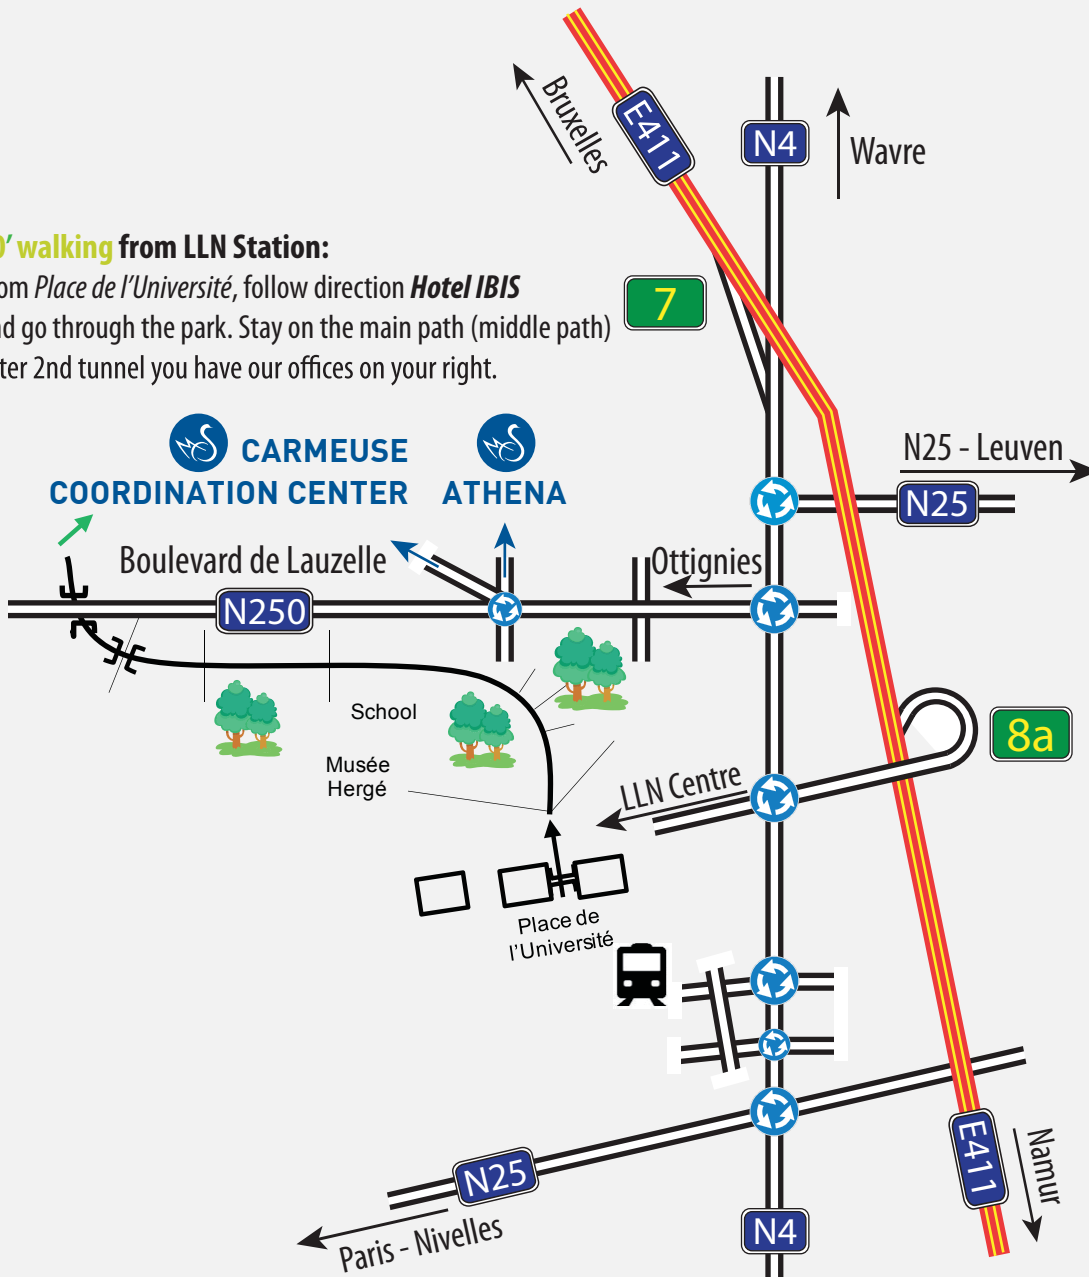 Bruxelles
E411
N4
Wavre
0’ walking from LLN Station:
om Place de l’Université, follow direction Hotel IBIS
nd go through the park. Stay on the main path (middle path)
ter 2nd tunnel you have our offices on your right.
7
CARMEUSE
COORDINATION CENTER
ATHENA
N25 - Leuven
N25
Boulevard de Lauzelle
Ottignies
N250
School
Musée
Hergé
8a
LLN Centre
Place de
l’Université
N25
Paris - Nivelles
E411
Namur
N4